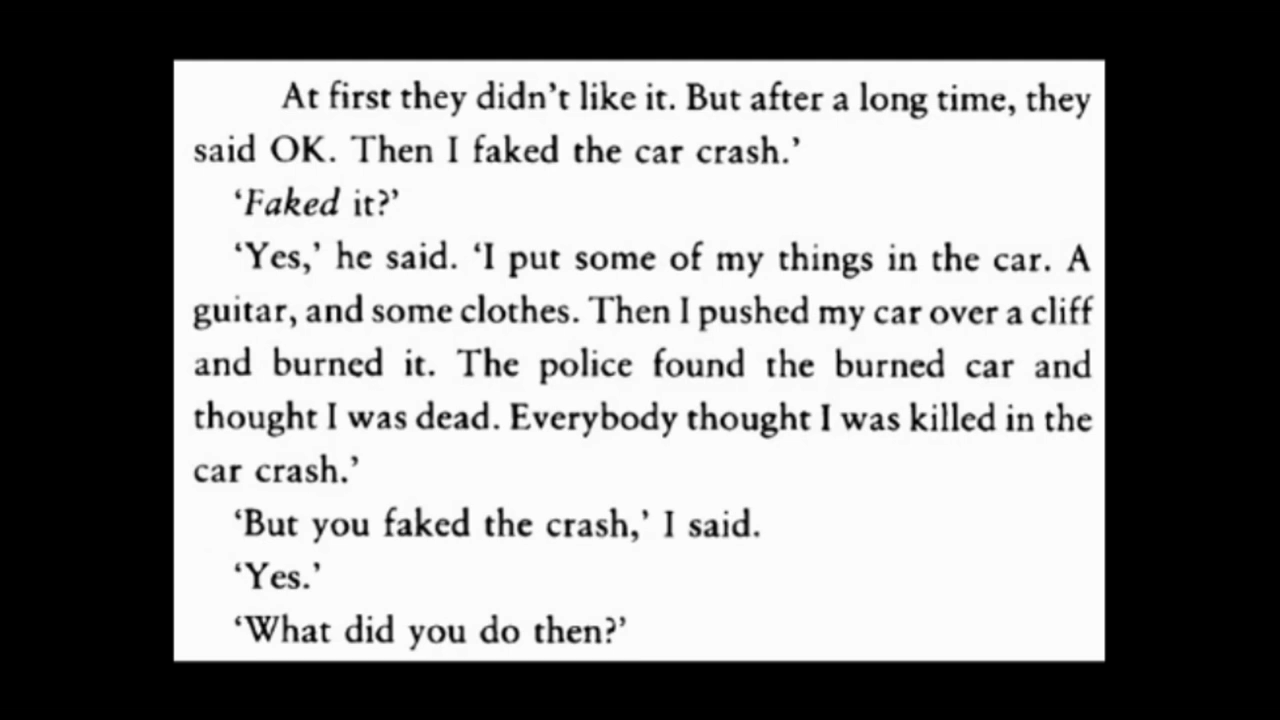 At first they didn't like it. But after a long time, they
said OK. Then I faked the car crash.’
‘Faked it?’
‘Yes,’ he said. ‘I put some of my things in the car. A
guitar, and some clothes. Then I pushed my car over a cliff
and burned it. The police found the burned car and
thought I was dead. Everybody thought I was killed in the
car crash.’
‘But you faked the crash,’ I said.
‘Yes.’
‘What did you do then?’